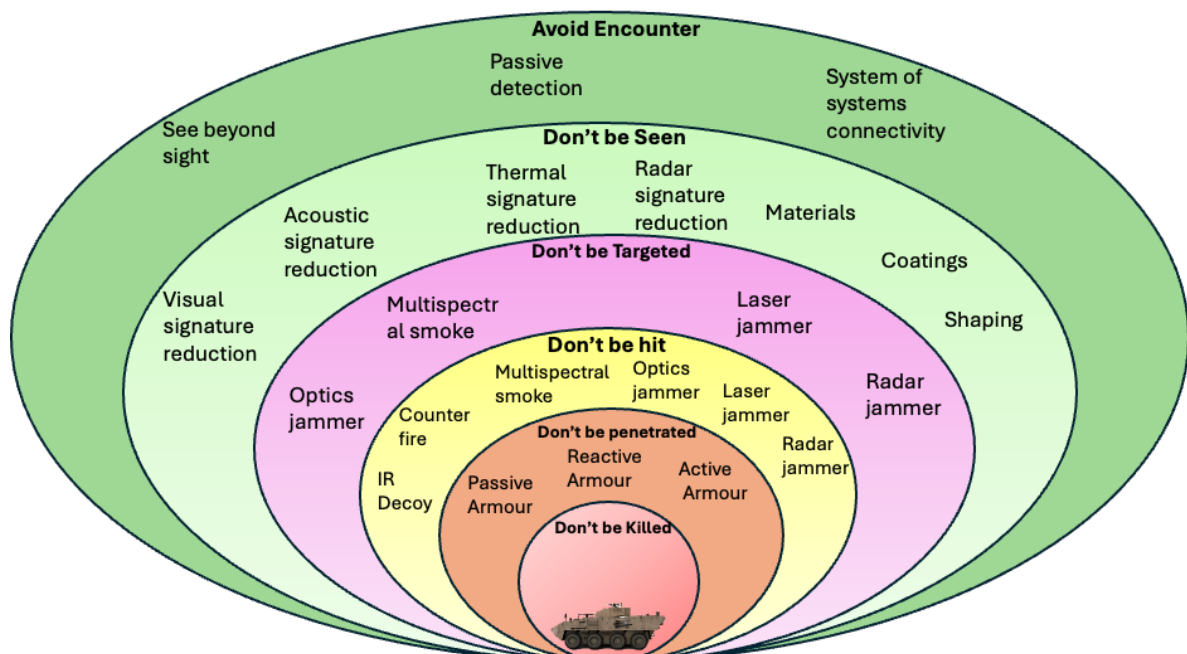 Avoid Encounter
Passive
detection
System of
systems
connectivity
See beyond
sight
Don't be Seen
Thermal
signature
reduction
Radar
signature
reduction
Materials
Acoustic
signature
reduction
Coatings
Visual
signature
reduction
Shaping
Don't be Targeted
Multispectr
al smoke
Laser
jammer
Optics
jammer
Radar
jammer
Don't be hit
Multispectral
smoke
Optics
jammer
Laser
jammer
Counter
fire
Radar
jammer
IR
Decoy
Don't be penetrated
Reactive
Armour
Passive
Armour
Active
Armour
Don't be Killed